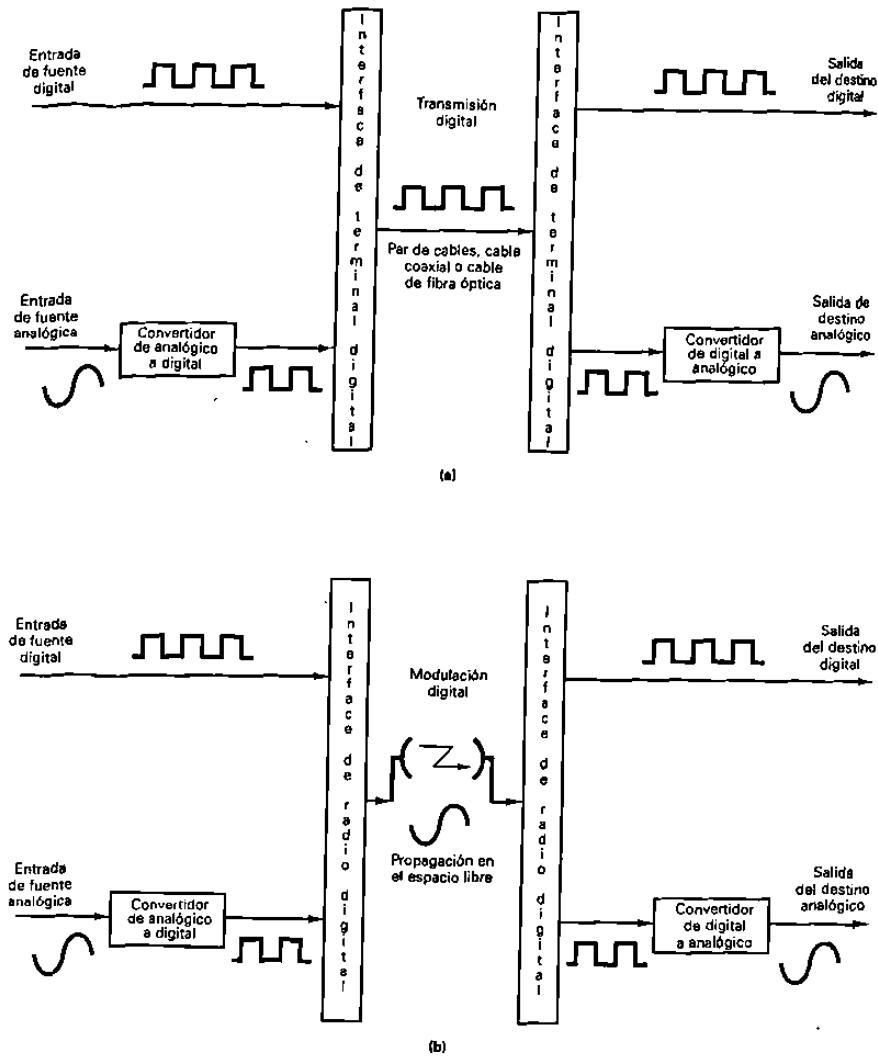 Entrada
de fuente
digital
Interface de terminal digital
Transmisión
digital
Par de cables, cable
coaxial o cable
de fibra óptica
Interface de terminal digital
Salida
del destino
digital
Entrada
de fuente
analógica
Convertidor
de analógico
a digital
Convertidor
de digital a
analógico
Salida de
destino
analógico
(a)
Entrada
de fuente
digital
Interface de radio digital
Modulación
digital
Propagación en
el espacio libre
Interface de radio digital
Salida
del destino
digital
Entrada
de fuente
analógica
Convertidor
de analógico
a digital
Convertidor
de digital
a analógico
Salida
del destino
analógico
(b)